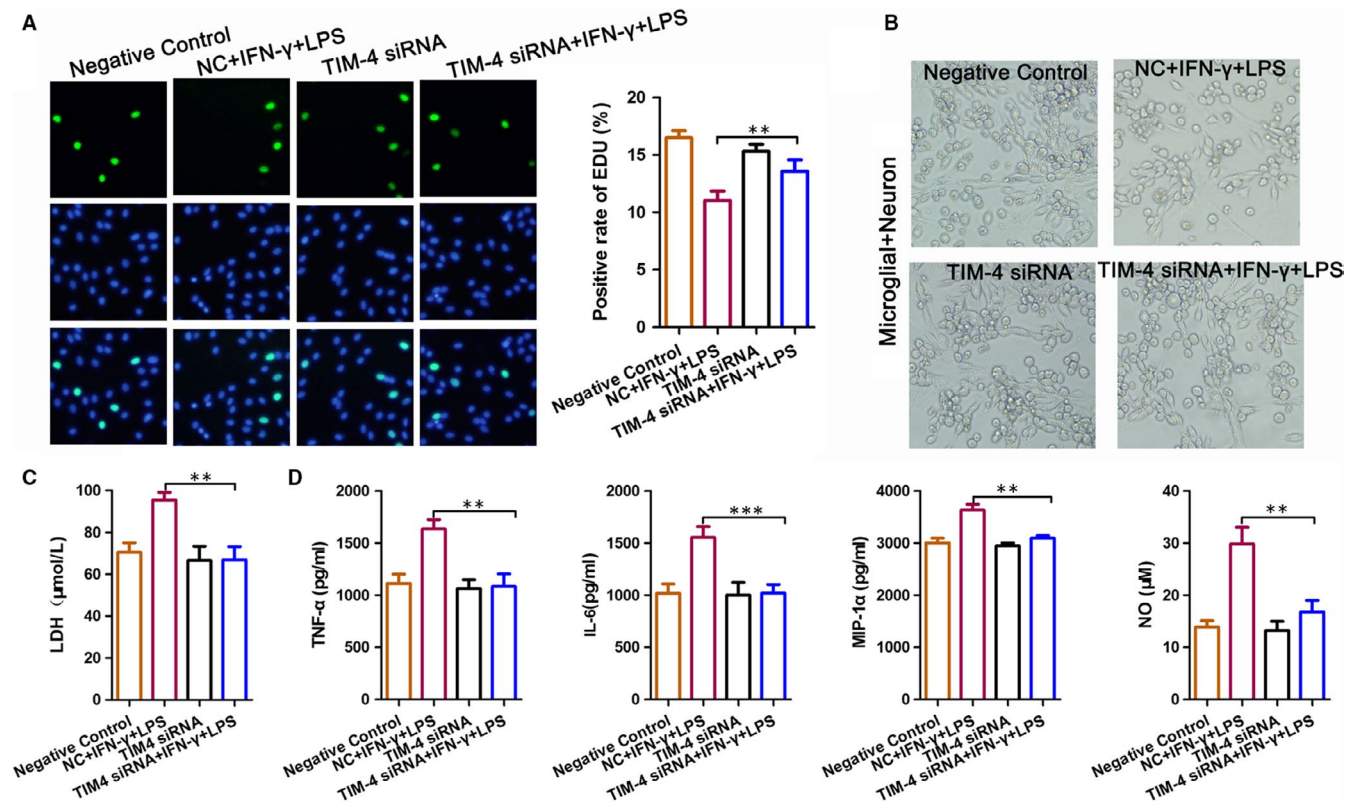 A
Negative Control
NC+IFN-γ+LPS
TIM-4 siRNA
TIM-4 siRNA+IFN-γ+LPS
Positive rate of EDU (%)
20
15
10
5
0
**
Negative Control
NC+IFN-γ+LPS
TIM-4 siRNA
TIM-4 siRNA+IFN-γ+LPS
B
Microglial+Neuron
Negative Control
NC+IFN-γ+LPS
TIM-4 siRNA
TIM-4 siRNA+IFN-γ+LPS
C
LDH（μmol/L)
100
80
60
40
20
0
**
Negative Control
NC+IFN-γ+LPS
TIM4 siRNA
TIM4 siRNA+IFN-γ+LPS
D
TNF-α (pg/ml)
2000
1500
1000
500
0
**
Negative Control
NC+IFN-γ+LPS
TIM-4 siRNA
TIM-4 siRNA+IFN-γ+LPS
IL-6(pg/ml)
2000
1500
1000
500
0
***
Negative Control
NC+IFN-γ+LPS
TIM-4 siRNA
TIM-4 siRNA+IFN-γ+LPS
MIP-1α (pg/ml)
4000
3000
2000
1000
0
**
Negative Control
NC+IFN-γ+LPS
TIM-4 siRNA
TIM-4 siRNA+IFN-γ+LPS
NO (μM)
40
30
20
10
0
**
Negative Control
NC+IFN-γ+LPS
TIM-4 siRNA
TIM-4 siRNA+IFN-γ+LPS